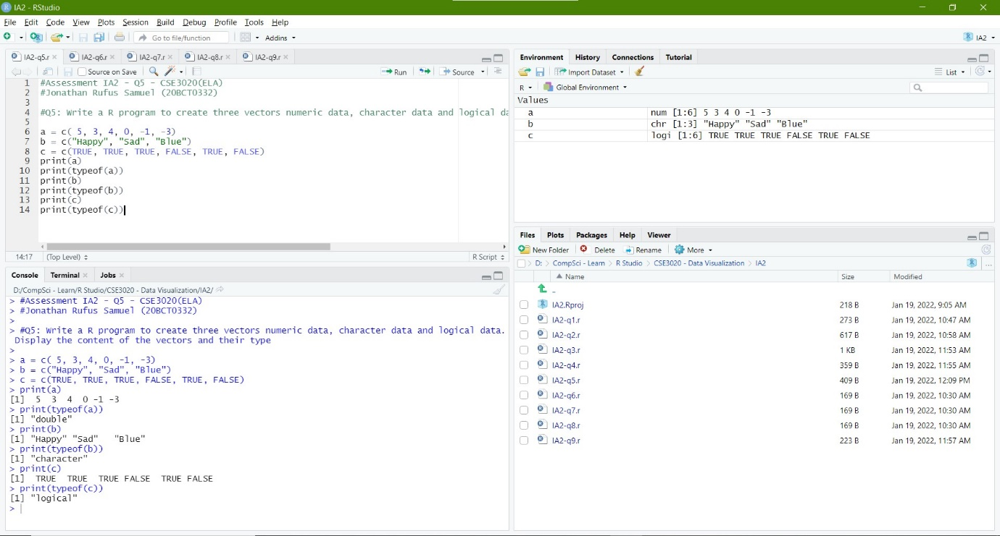 IA2 - RStudio
File Edit Code View Plots Session Build Debug Profile Tools Help
Go to file/function Addins IA2
IA2-q5.r IA2-q6.r IA2-q7.r IA2-q8.r IA2-q9.r
Source on Save Run Source
1 #Assessment IA2 - Q5 - CSE3020(ELA)
2 #Jonathan Rufus Samuel (20BCT0332)
3
4 #Q5: Write a R program to create three vectors numeric data, character data and logical da
5
6 a = c( 5, 3, 4, 0, -1, -3)
7 b = c("Happy", "Sad", "Blue")
8 c = c(TRUE, TRUE, TRUE, FALSE, TRUE, FALSE)
9 print(a)
10 print(typeof(a))
11 print(b)
12 print(typeof(b))
13 print(c)
14 print(typeof(c))
14:17 (Top Level) R Script
Console Terminal Jobs
D:/CompSci - Learn/R Studio/CSE3020 - Data Visualization/IA2/
> #Assessment IA2 - Q5 - CSE3020(ELA)
> #Jonathan Rufus Samuel (20BCT0332)
>
> #Q5: Write a R program to create three vectors numeric data, character data and logical data.
Display the content of the vectors and their type
>
> a = c( 5, 3, 4, 0, -1, -3)
> b = c("Happy", "Sad", "Blue")
> c = c(TRUE, TRUE, TRUE, FALSE, TRUE, FALSE)
> print(a)
[1]  5  3  4  0 -1 -3
> print(typeof(a))
[1] "double"
> print(b)
[1] "Happy" "Sad"   "Blue"
> print(typeof(b))
[1] "character"
> print(c)
[1]  TRUE  TRUE  TRUE FALSE  TRUE FALSE
> print(typeof(c))
[1] "logical"
>
Environment History Connections Tutorial
Import Dataset List
R Global Environment
Values
a num [1:6] 5 3 4 0 -1 -3
b chr [1:3] "Happy" "Sad" "Blue"
c logi [1:6] TRUE TRUE TRUE FALSE TRUE FALSE
Files Plots Packages Help Viewer
New Folder Delete Rename More
D: CompSci - Learn R Studio CSE3020 - Data Visualization IA2 ...
Name Size Modified
..
IA2.Rproj 218 B Jan 19, 2022, 9:05 AM
IA2-q1.r 273 B Jan 19, 2022, 10:47 AM
IA2-q2.r 617 B Jan 19, 2022, 10:58 AM
IA2-q3.r 1 KB Jan 19, 2022, 11:53 AM
IA2-q4.r 359 B Jan 19, 2022, 11:55 AM
IA2-q5.r 409 B Jan 19, 2022, 12:09 PM
IA2-q6.r 169 B Jan 19, 2022, 10:30 AM
IA2-q7.r 169 B Jan 19, 2022, 10:30 AM
IA2-q8.r 169 B Jan 19, 2022, 10:30 AM
IA2-q9.r 223 B Jan 19, 2022, 11:57 AM